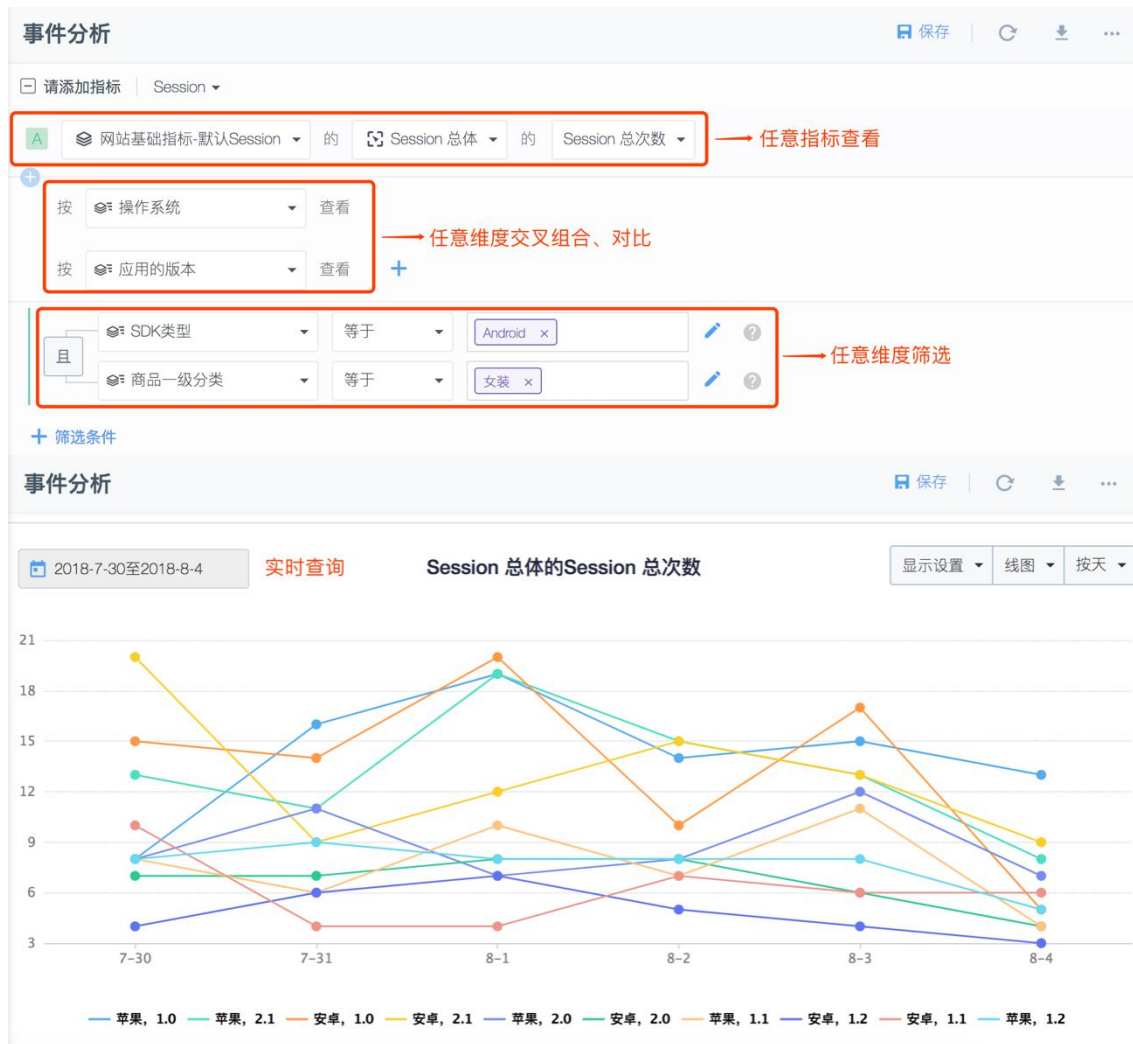 事件分析 保存 ...
请添加指标 Session
A 网站基础指标-默认Session 的 Session 总体 的 Session 总次数 任意指标查看
按 操作系统 查看
任意维度交叉组合、对比
按 应用的版本 查看 +
SDK类型 等于 Android × ?
且 任意维度筛选
商品一级分类 等于 女装 × ?
+ 筛选条件
事件分析 保存 ...
2018-7-30至2018-8-4 实时查询 Session 总体的Session 总次数 显示设置 线图 按天
21
18
15
12
9
6
3
7-30 7-31 8-1 8-2 8-3 8-4
苹果，1.0 苹果，2.1 安卓，1.0 安卓，2.1 苹果，2.0 安卓，2.0 苹果，1.1 安卓，1.2 安卓，1.1 苹果，1.2